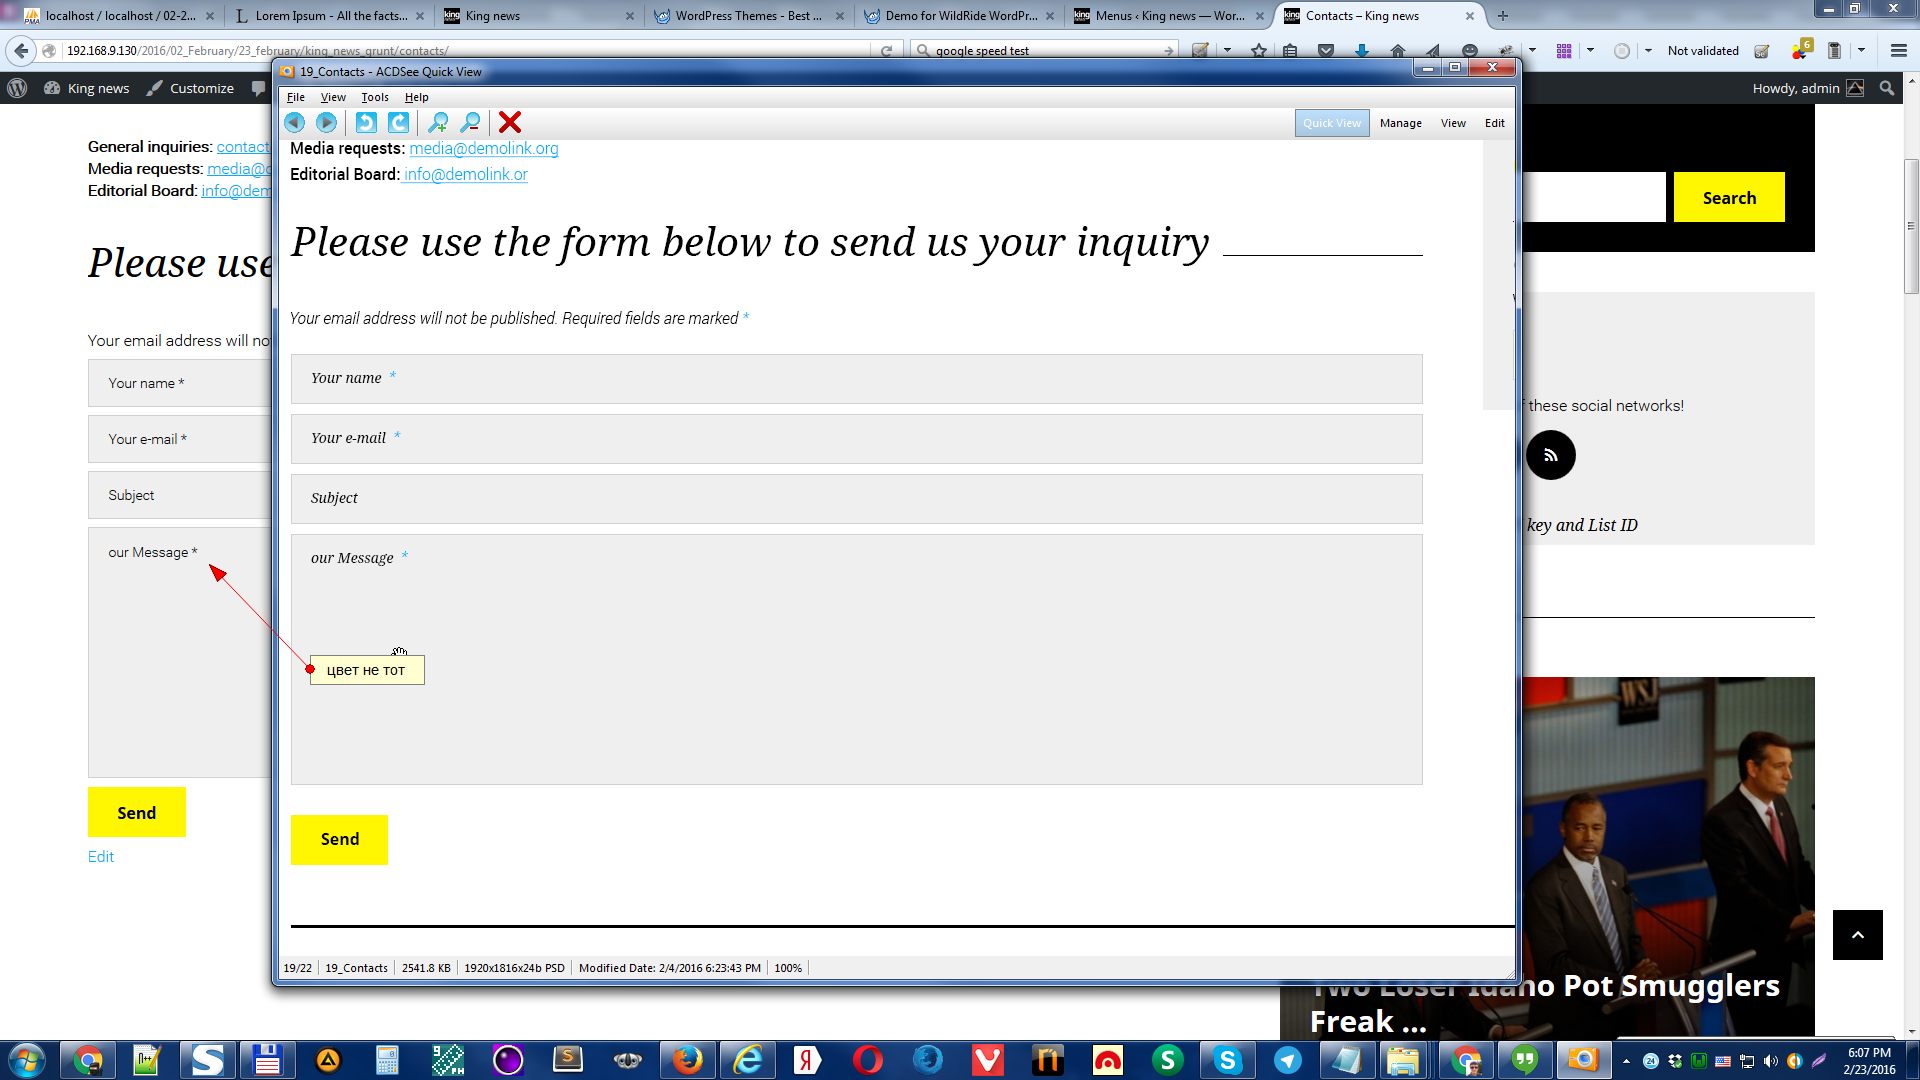 localhost / localhost / 02-2...
Lorem Ipsum - All the facts...
King news
WordPress Themes - Best ...
Demo for WildRide WordPr...
Menus ‹ King news — Wor...
Contacts – King news
192.168.9.130/2016/02_February/23_february/king_news_grunt/contacts/
google speed test
Not validated
6
King news
Customize
Howdy, admin
General inquiries: contact
Media requests: media@
Editorial Board: info@dem
Please use
Your email address will no
Your name *
Your e-mail *
Subject
our Message *
Send
Edit
19_Contacts - ACDSee Quick View
File View Tools Help
Quick View Manage View Edit
Media requests: media@demolink.org
Editorial Board: info@demolink.or
Please use the form below to send us your inquiry
Your email address will not be published. Required fields are marked *
Your name *
Your e-mail *
Subject
our Message *
цвет не тот
Send
19/22 19_Contacts 2541.8 KB 1920x1816x24b PSD Modified Date: 2/4/2016 6:23:43 PM 100%
Search
these social networks!
key and List ID
WSJ
Two Loser Idaho Pot Smugglers
Freak ...
24
6:07 PM
2/23/2016